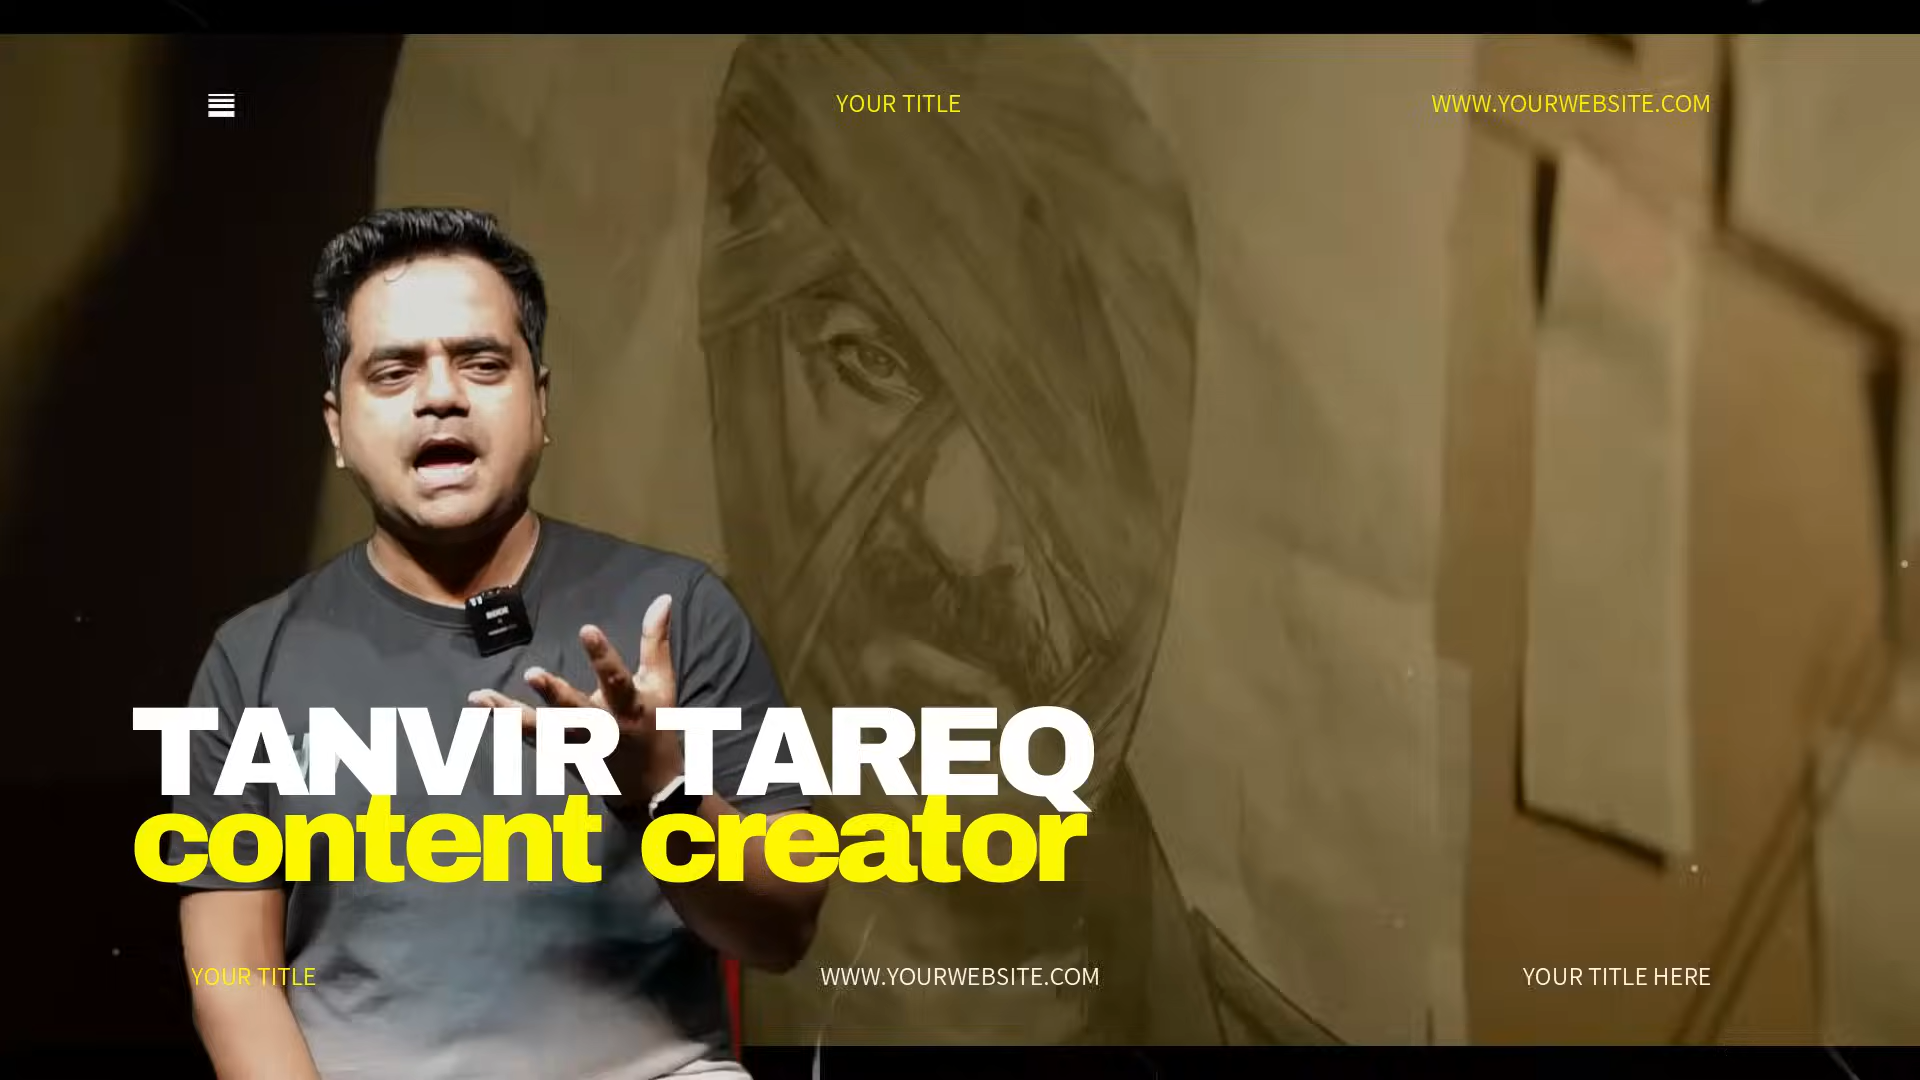 YOUR TITLE
WWW.YOURWEBSITE.COM
TANVIR TAREQ
content creator
YOUR TITLE
WWW.YOURWEBSITE.COM
YOUR TITLE HERE